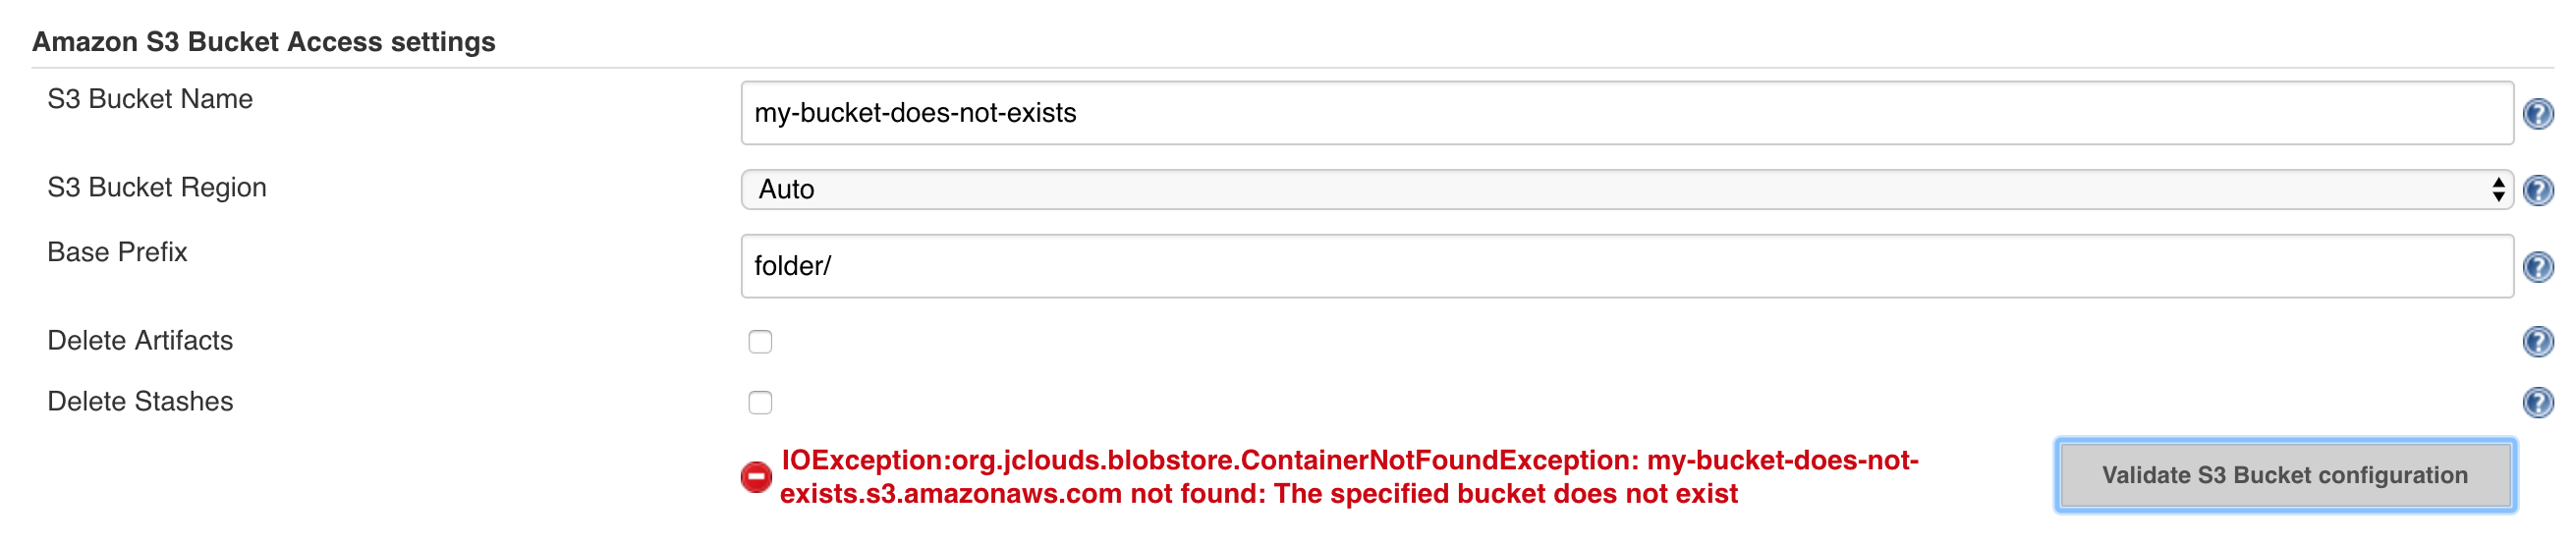 Amazon S3 Bucket Access settings
S3 Bucket Name
my-bucket-does-not-exists
?
S3 Bucket Region
Auto
?
Base Prefix
folder/
?
Delete Artifacts
?
Delete Stashes
?
IOException:org.jclouds.blobstore.ContainerNotFoundException: my-bucket-does-not-
exists.s3.amazonaws.com not found: The specified bucket does not exist
Validate S3 Bucket configuration